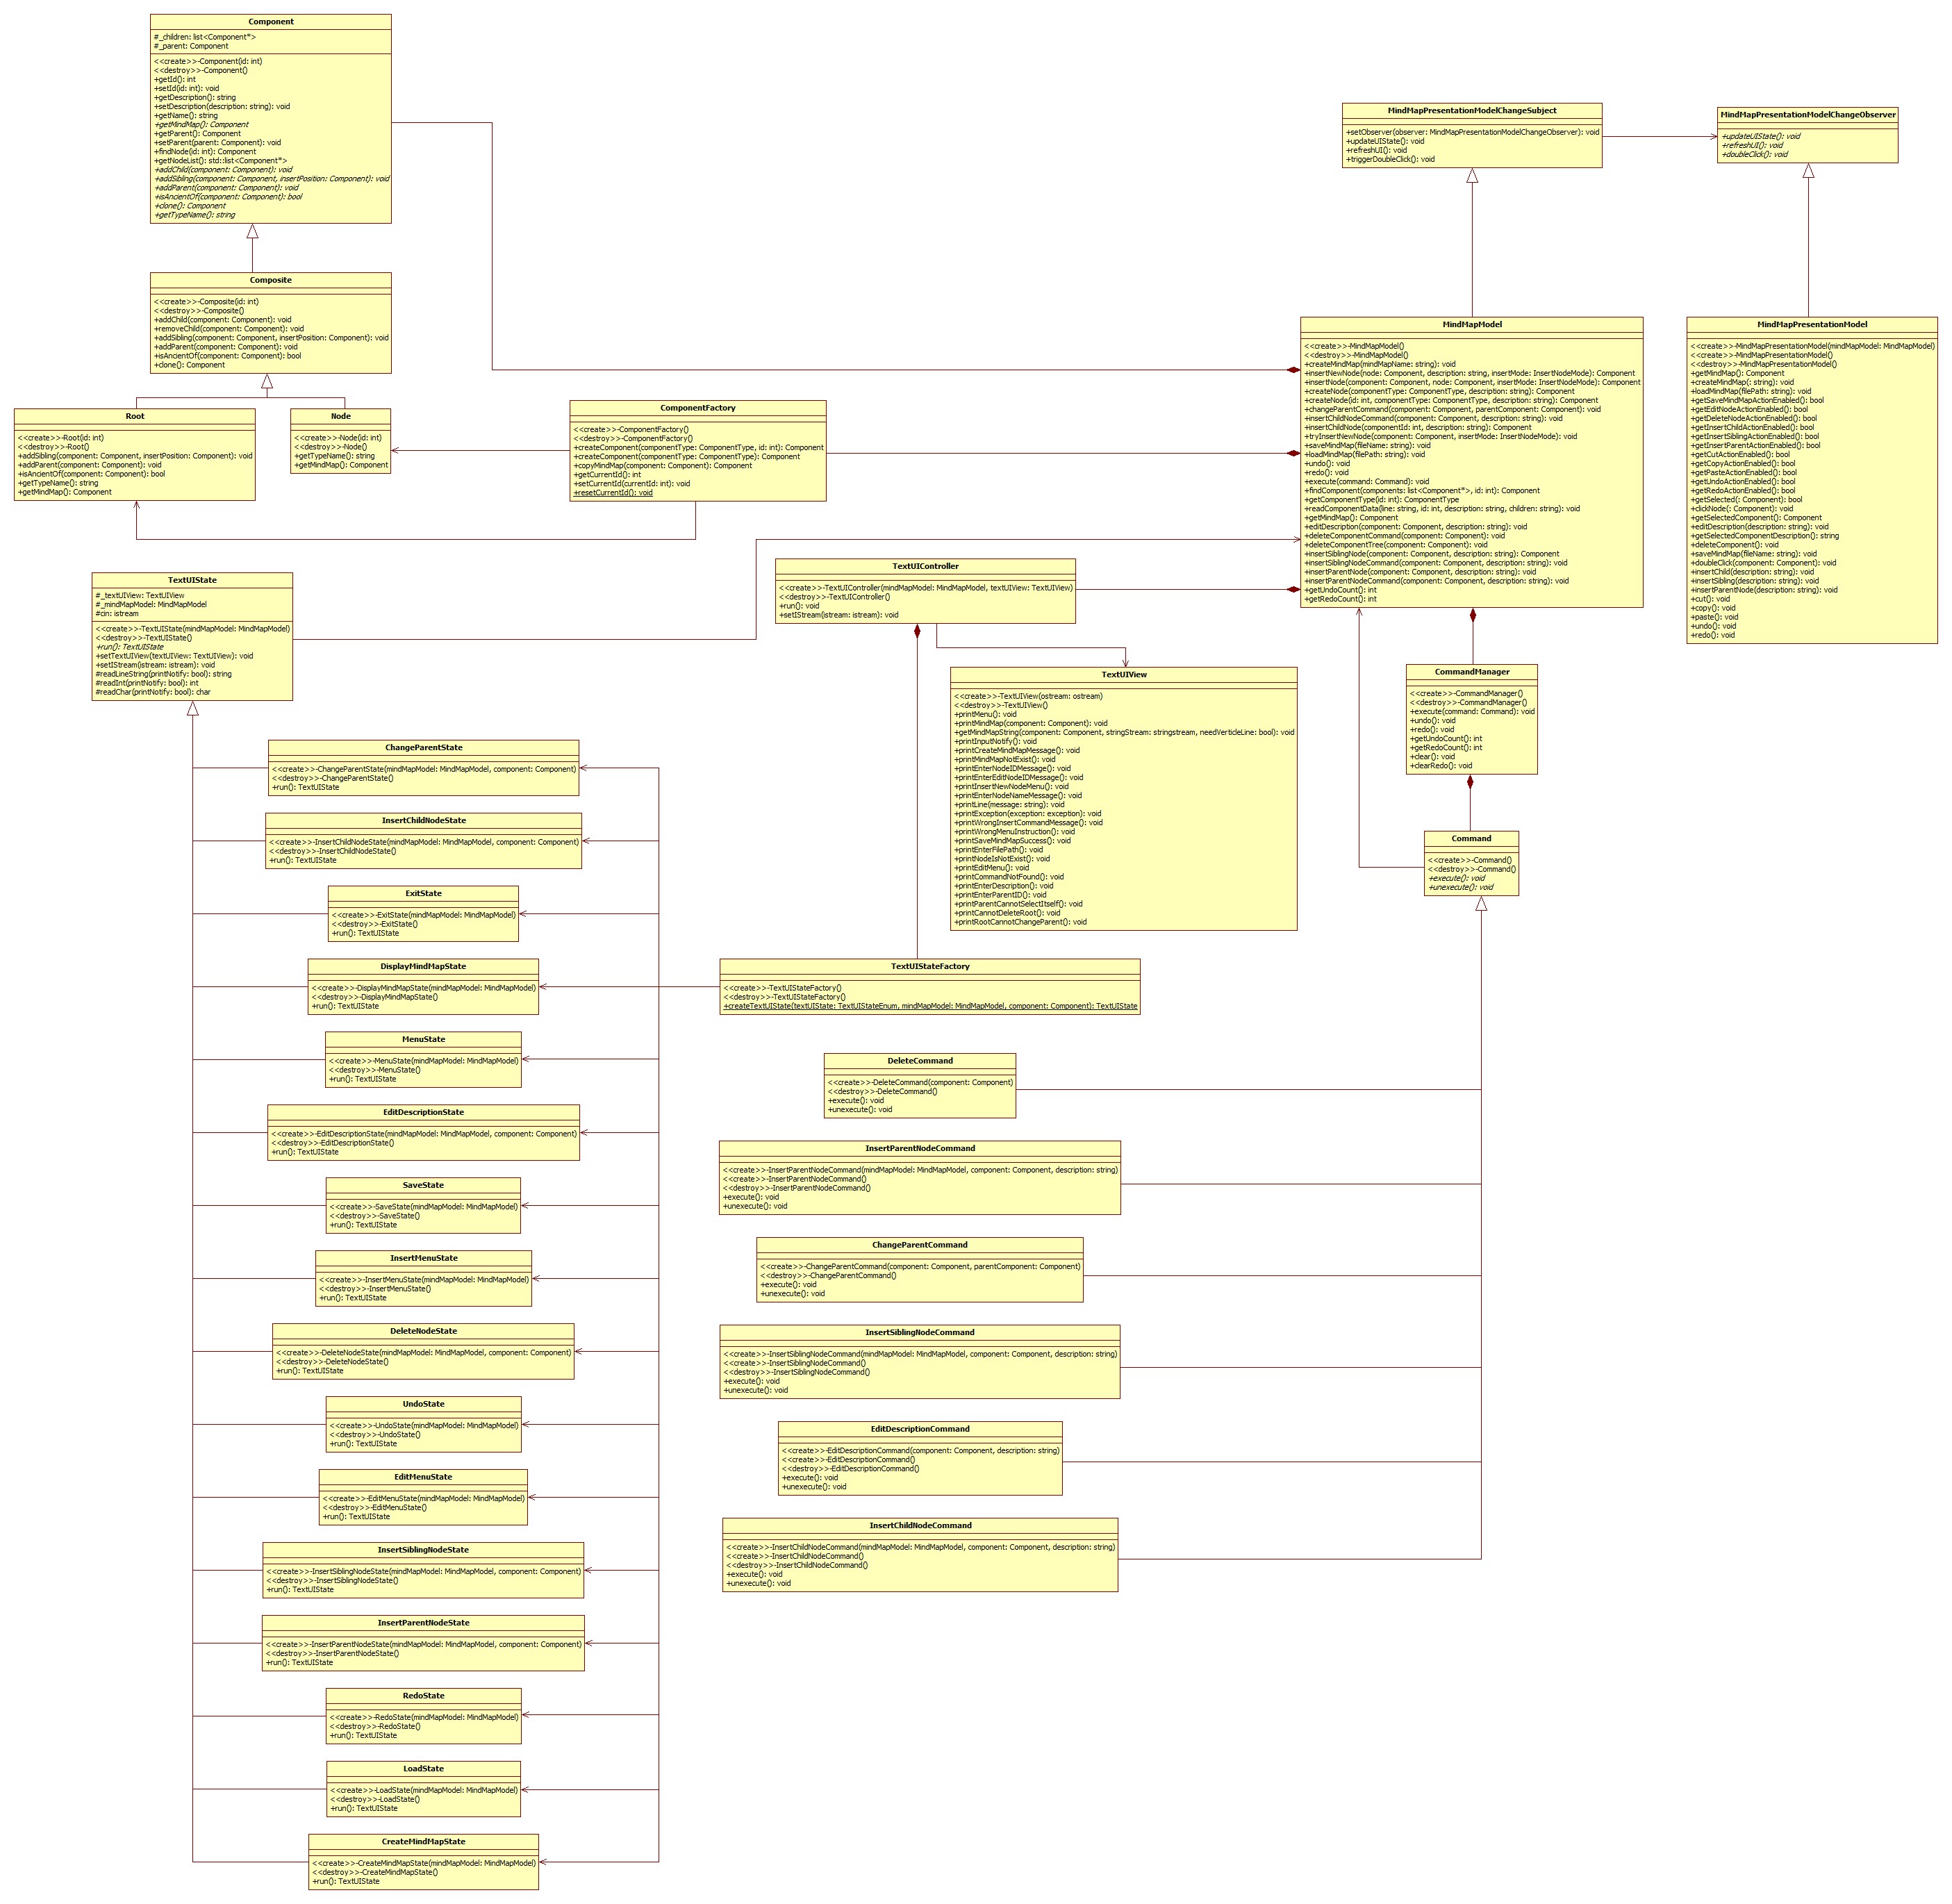 Component
#_children: list<Component*>
#_parent: Component
<<create>>-Component(id: int)
<<destroy>>-Component()
+getId(): int
+setId(id: int): void
+getDescription(): string
+setDescription(description: string): void
+getName(): string
+getMindMap(): Component
+getParent(): Component
+setParent(parent: Component): void
+findNode(id: int): Component
+getNodeList(): std::list<Component*>
+addChild(component: Component): void
+addSibling(component: Component, insertPosition: Component): void
+addParent(component: Component): void
+isAncientOf(component: Component): bool
+clone(): Component
+getTypeName(): string
MindMapPresentationModelChangeSubject
+setObserver(observer: MindMapPresentationModelChangeObserver): void
+updateUIState(): void
+refreshUI(): void
+triggerDoubleClick(): void
MindMapPresentationModelChangeObserver
+updateUIState(): void
+refreshUI(): void
+doubleClick(): void
Composite
<<create>>-Composite(id: int)
<<destroy>>-Composite()
+addChild(component: Component): void
+removeChild(component: Component): void
+addSibling(component: Component, insertPosition: Component): void
+addParent(component: Component): void
+isAncientOf(component: Component): bool
+clone(): Component
Root
<<create>>-Root(id: int)
<<destroy>>-Root()
+addSibling(component: Component, insertPosition: Component): void
+addParent(component: Component): void
+isAncientOf(component: Component): bool
+getTypeName(): string
+getMindMap(): Component
Node
<<create>>-Node(id: int)
<<destroy>>-Node()
+getTypeName(): string
+getMindMap(): Component
ComponentFactory
<<create>>-ComponentFactory()
<<destroy>>-ComponentFactory()
+createComponent(componentType: ComponentType, id: int): Component
+createComponent(componentType: ComponentType): Component
+copyMindMap(component: Component): Component
+getCurrentId(): int
+setCurrentId(currentId: int): void
+resetCurrentId(): void
MindMapModel
<<create>>-MindMapModel()
<<destroy>>-MindMapModel()
+createMindMap(mindMapName: string): void
+insertNewNode(node: Component, description: string, insertMode: InsertNodeMode): Component
+insertNode(component: Component, node: Component, insertMode: InsertNodeMode): Component
+createNode(componentType: ComponentType, description: string): Component
+createNode(id: int, componentType: ComponentType, description: string): Component
+changeParentCommand(component: Component, parentComponent: Component): void
+insertChildNodeCommand(component: Component, description: string): void
+insertChildNode(componentId: int, description: string): Component
+tryInsertNewNode(component: Component, insertMode: InsertNodeMode): void
+saveMindMap(fileName: string): void
+loadMindMap(filePath: string): void
+undo(): void
+redo(): void
+execute(command: Command): void
+findComponent(components: list<Component*>, id: int): Component
+getComponentType(id: int): ComponentType
+readComponentData(line: string, id: int, description: string, children: string): void
+getMindMap(): Component
+editDescription(component: Component, description: string): void
+deleteComponentCommand(component: Component): void
+deleteComponentTree(component: Component): void
+insertSiblingNode(component: Component, description: string): Component
+insertSiblingNodeCommand(component: Component, description: string): void
+insertParentNode(component: Component, description: string): void
+insertParentNodeCommand(component: Component, description: string): void
+getUndoCount(): int
+getRedoCount(): int
MindMapPresentationModel
<<create>>-MindMapPresentationModel(mindMapModel: MindMapModel)
<<create>>-MindMapPresentationModel()
<<destroy>>-MindMapPresentationModel()
+getMindMap(): Component
+createMindMap(: string): void
+loadMindMap(filePath: string): void
+getSaveMindMapActionEnabled(): bool
+getEditNodeActionEnabled(): bool
+getDeleteNodeActionEnabled(): bool
+getInsertChildActionEnabled(): bool
+getInsertSiblingActionEnabled(): bool
+getInsertParentActionEnabled(): bool
+getCutActionEnabled(): bool
+getCopyActionEnabled(): bool
+getPasteActionEnabled(): bool
+getUndoActionEnabled(): bool
+getRedoActionEnabled(): bool
+getSelected(: Component): bool
+clickNode(: Component): void
+getSelectedComponent(): Component
+editDescription(description: string): void
+getSelectedComponentDescription(): string
+deleteComponent(): void
+saveMindMap(fileName: string): void
+doubleClick(component: Component): void
+insertChild(description: string): void
+insertSibling(description: string): void
+insertParentNode(description: string): void
+cut(): void
+copy(): void
+paste(): void
+undo(): void
+redo(): void
TextUIState
#_textUIView: TextUIView
#_mindMapModel: MindMapModel
#cin: istream
<<create>>-TextUIState(mindMapModel: MindMapModel)
<<destroy>>-TextUIState()
+run(): TextUIState
+setTextUIView(textUIView: TextUIView): void
+setIStream(istream: istream): void
#readLineString(printNotify: bool): string
#readInt(printNotify: bool): int
#readChar(printNotify: bool): char
TextUIController
<<create>>-TextUIController(mindMapModel: MindMapModel, textUIView: TextUIView)
<<destroy>>-TextUIController()
+run(): void
+setIStream(istream: istream): void
TextUIView
<<create>>-TextUIView(ostream: ostream)
<<destroy>>-TextUIView()
+printMenu(): void
+printMindMap(component: Component): void
+getMindMapString(component: Component, stringStream: stringstream, needVerticleLine: bool): void
+printInputNotify(): void
+printCreateMindMapMessage(): void
+printMindMapNotExist(): void
+printEnterNodeIDMessage(): void
+printEnterEditNodeIDMessage(): void
+printInsertNewNodeMenu(): void
+printEnterNodeNameMessage(): void
+printLine(message: string): void
+printException(exception: exception): void
+printWrongInsertCommandMessage(): void
+printWrongMenuInstruction(): void
+printSaveMindMapSuccess(): void
+printEnterFilePath(): void
+printNodeIsNotExist(): void
+printEditMenu(): void
+printCommandNotFound(): void
+printEnterDescription(): void
+printEnterParentID(): void
+printParentCannotSelectItself(): void
+printCannotDeleteRoot(): void
+printRootCannotChangeParent(): void
CommandManager
<<create>>-CommandManager()
<<destroy>>-CommandManager()
+execute(command: Command): void
+undo(): void
+redo(): void
+getUndoCount(): int
+getRedoCount(): int
+clear(): void
+clearRedo(): void
Command
<<create>>-Command()
<<destroy>>-Command()
+execute(): void
+unexecute(): void
ChangeParentState
<<create>>-ChangeParentState(mindMapModel: MindMapModel, component: Component)
<<destroy>>-ChangeParentState()
+run(): TextUIState
InsertChildNodeState
<<create>>-InsertChildNodeState(mindMapModel: MindMapModel, component: Component)
<<destroy>>-InsertChildNodeState()
+run(): TextUIState
ExitState
<<create>>-ExitState(mindMapModel: MindMapModel)
<<destroy>>-ExitState()
+run(): TextUIState
DisplayMindMapState
<<create>>-DisplayMindMapState(mindMapModel: MindMapModel)
<<destroy>>-DisplayMindMapState()
+run(): TextUIState
TextUIStateFactory
<<create>>-TextUIStateFactory()
<<destroy>>-TextUIStateFactory()
+createTextUIState(textUIState: TextUIStateEnum, mindMapModel: MindMapModel, component: Component): TextUIState
MenuState
<<create>>-MenuState(mindMapModel: MindMapModel)
<<destroy>>-MenuState()
+run(): TextUIState
EditDescriptionState
<<create>>-EditDescriptionState(mindMapModel: MindMapModel, component: Component)
<<destroy>>-EditDescriptionState()
+run(): TextUIState
SaveState
<<create>>-SaveState(mindMapModel: MindMapModel)
<<destroy>>-SaveState()
+run(): TextUIState
InsertMenuState
<<create>>-InsertMenuState(mindMapModel: MindMapModel)
<<destroy>>-InsertMenuState()
+run(): TextUIState
DeleteNodeState
<<create>>-DeleteNodeState(mindMapModel: MindMapModel, component: Component)
<<destroy>>-DeleteNodeState()
+run(): TextUIState
UndoState
<<create>>-UndoState(mindMapModel: MindMapModel)
<<destroy>>-UndoState()
+run(): TextUIState
EditMenuState
<<create>>-EditMenuState(mindMapModel: MindMapModel)
<<destroy>>-EditMenuState()
+run(): TextUIState
InsertSiblingNodeState
<<create>>-InsertSiblingNodeState(mindMapModel: MindMapModel, component: Component)
<<destroy>>-InsertSiblingNodeState()
+run(): TextUIState
InsertParentNodeState
<<create>>-InsertParentNodeState(mindMapModel: MindMapModel, component: Component)
<<destroy>>-InsertParentNodeState()
+run(): TextUIState
RedoState
<<create>>-RedoState(mindMapModel: MindMapModel)
<<destroy>>-RedoState()
+run(): TextUIState
LoadState
<<create>>-LoadState(mindMapModel: MindMapModel)
<<destroy>>-LoadState()
+run(): TextUIState
CreateMindMapState
<<create>>-CreateMindMapState(mindMapModel: MindMapModel)
<<destroy>>-CreateMindMapState()
+run(): TextUIState
DeleteCommand
<<create>>-DeleteCommand(component: Component)
<<destroy>>-DeleteCommand()
+execute(): void
+unexecute(): void
InsertParentNodeCommand
<<create>>-InsertParentNodeCommand(mindMapModel: MindMapModel, component: Component, description: string)
<<create>>-InsertParentNodeCommand()
<<destroy>>-InsertParentNodeCommand()
+execute(): void
+unexecute(): void
ChangeParentCommand
<<create>>-ChangeParentCommand(component: Component, parentComponent: Component)
<<destroy>>-ChangeParentCommand()
+execute(): void
+unexecute(): void
InsertSiblingNodeCommand
<<create>>-InsertSiblingNodeCommand(mindMapModel: MindMapModel, component: Component, description: string)
<<create>>-InsertSiblingNodeCommand()
<<destroy>>-InsertSiblingNodeCommand()
+execute(): void
+unexecute(): void
EditDescriptionCommand
<<create>>-EditDescriptionCommand(component: Component, description: string)
<<create>>-EditDescriptionCommand()
<<destroy>>-EditDescriptionCommand()
+execute(): void
+unexecute(): void
InsertChildNodeCommand
<<create>>-InsertChildNodeCommand(mindMapModel: MindMapModel, component: Component, description: string)
<<create>>-InsertChildNodeCommand()
<<destroy>>-InsertChildNodeCommand()
+execute(): void
+unexecute(): void